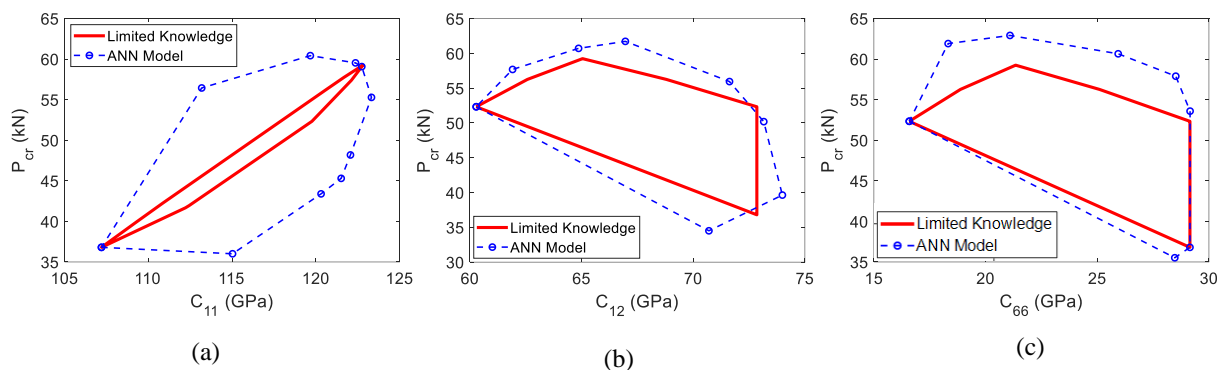 Limited Knowledge
ANN Model
P_cr (kN)
65
60
55
50
45
40
35
105
110
115
120
125
C_11 (GPa)
(a)
P_cr (kN)
65
60
55
50
45
40
35
30
60
65
70
75
C_12 (GPa)
Limited Knowledge
ANN Model
(b)
P_cr (kN)
65
60
55
50
45
40
35
15
20
25
30
C_66 (GPa)
Limited Knowledge
ANN Model
(c)